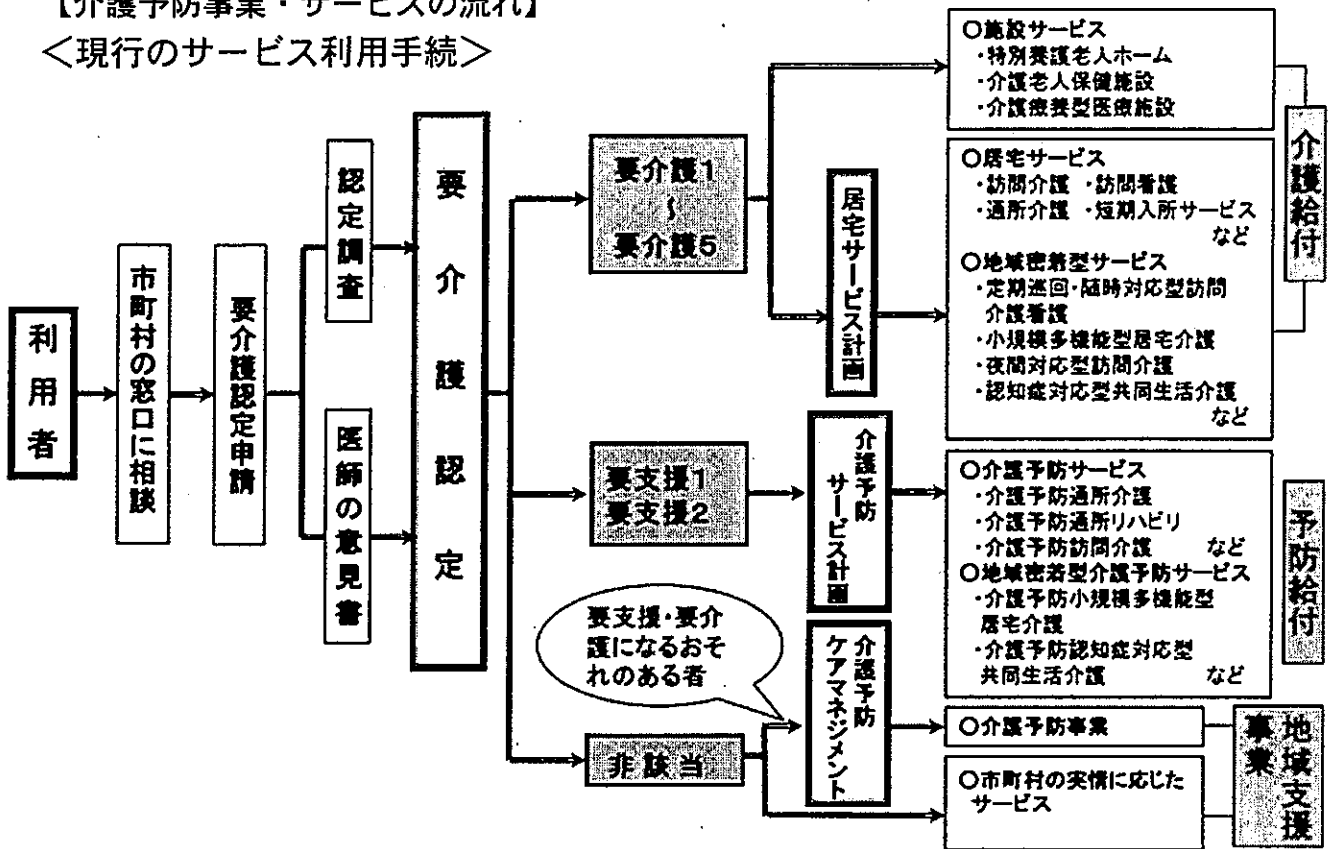 【介護予防事業・サービスの流れ】
＜現行のサービス利用手続＞
利用者
市町村の窓口に相談
要介護認定申請
認定調査
医師の意見書
要介護認定
要介護1
〜
要介護5
要支援1
要支援2
非該当
要支援・要介
護になるおそ
れのある者
居宅サービス計画
介護予防
サービス計画
介護予防
ケアマネジメント
○施設サービス
・特別養護老人ホーム
・介護老人保健施設
・介護療養型医療施設
○居宅サービス
・訪問介護 ・訪問看護
・通所介護 ・短期入所サービス
など
○地域密着型サービス
・定期巡回・随時対応型訪問
介護看護
・小規模多機能型居宅介護
・夜間対応型訪問介護
・認知症対応型共同生活介護
など
介護給付
○介護予防サービス
・介護予防通所介護
・介護予防通所リハビリ
・介護予防訪問介護 など
○地域密着型介護予防サービス
・介護予防小規模多機能型
居宅介護
・介護予防認知症対応型
共同生活介護 など
予防給付
○介護予防事業
○市町村の実情に応じた
サービス
地域支援
事業